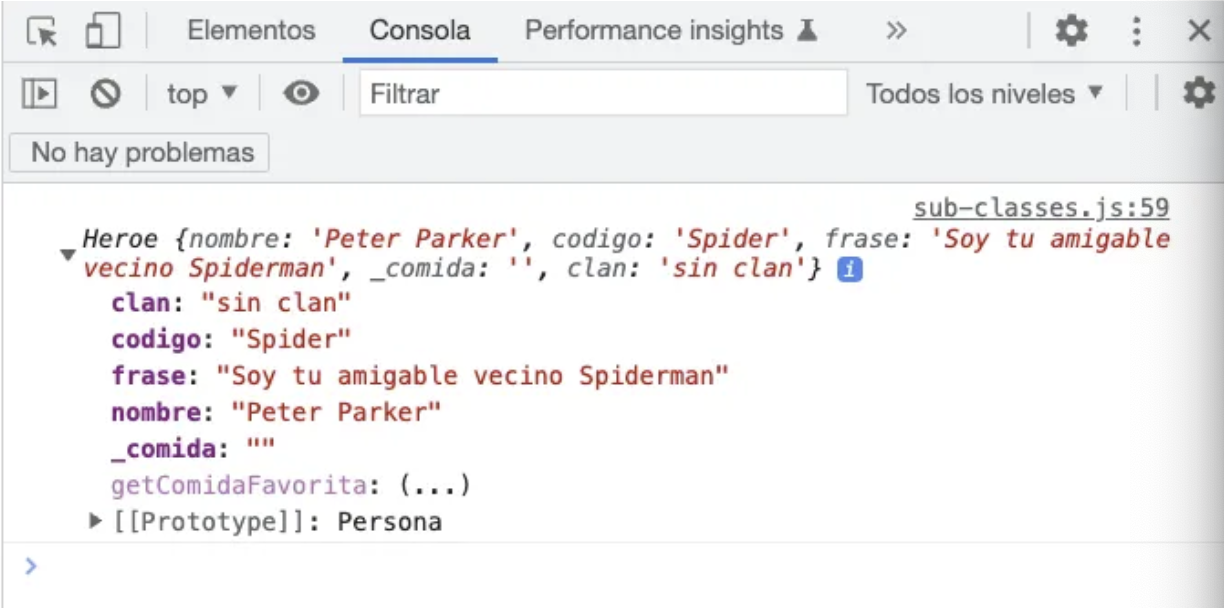 Elementos Consola Performance insights
top Filtrar Todos los niveles
No hay problemas
sub-classes.js:59
Heroe {nombre: 'Peter Parker', codigo: 'Spider', frase: 'Soy tu amigable
vecino Spiderman', _comida: '', clan: 'sin clan'} i
clan: "sin clan"
codigo: "Spider"
frase: "Soy tu amigable vecino Spiderman"
nombre: "Peter Parker"
_comida: ""
getComidaFavorita: (...)
[[Prototype]]: Persona